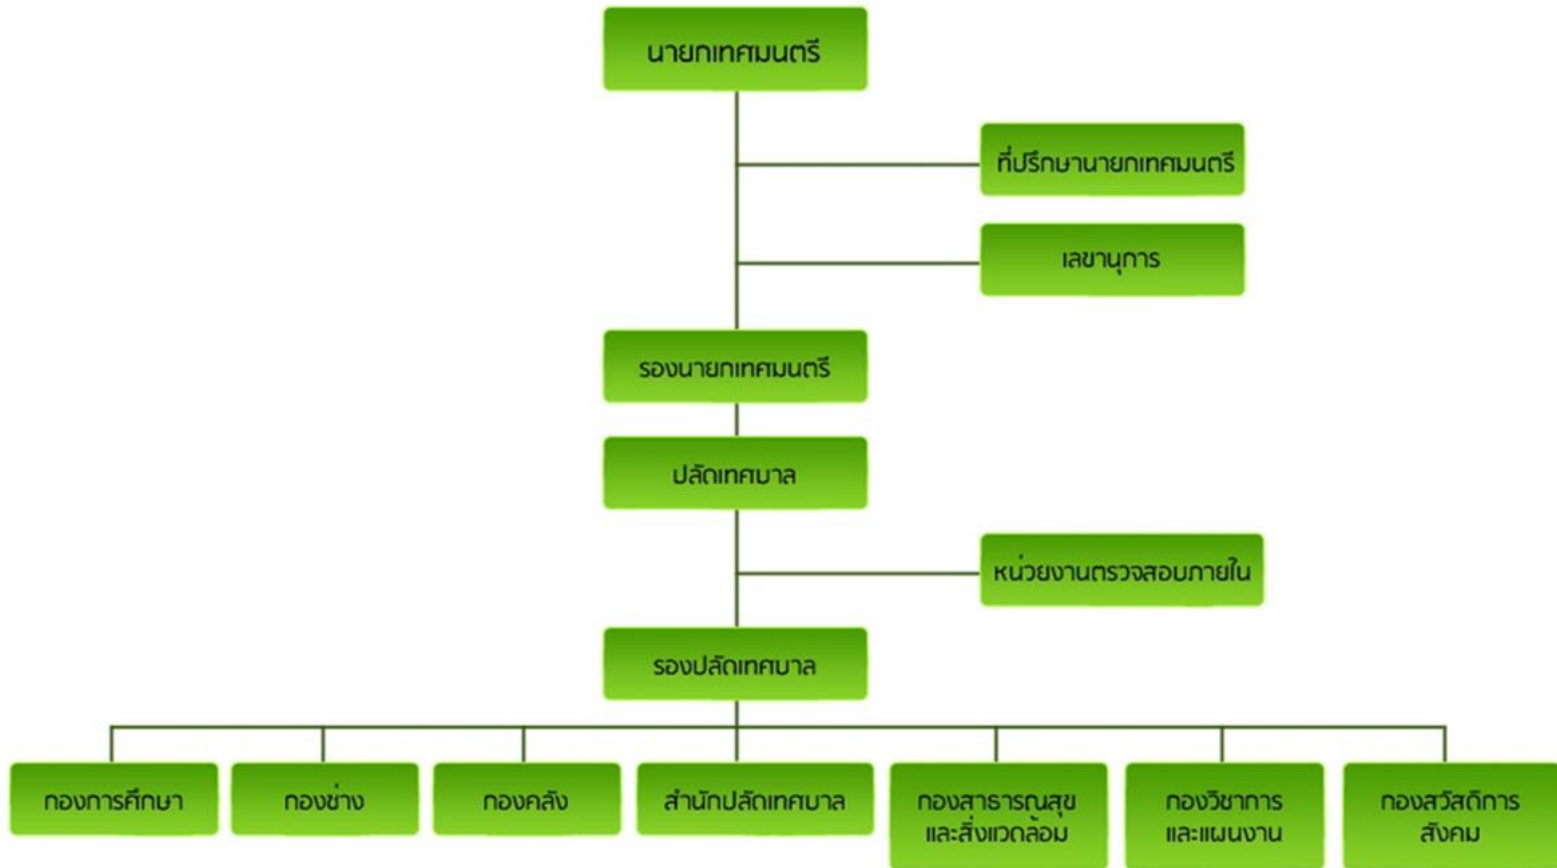 นายกเทศมนตรี
ที่ปรึกษานายกเทศมนตรี
เลขานุการ
รองนายกเทศมนตรี
ปลัดเทศบาล
หน่วยงานตรวจสอบภายใน
รองปลัดเทศบาล
กองการศึกษา
กองช่าง
กองคลัง
สำนักปลัดเทศบาล
กองสาธารณสุข
และสิ่งแวดล้อม
กองวิชาการ
และแผนงาน
กองสวัสดิการ
สังคม